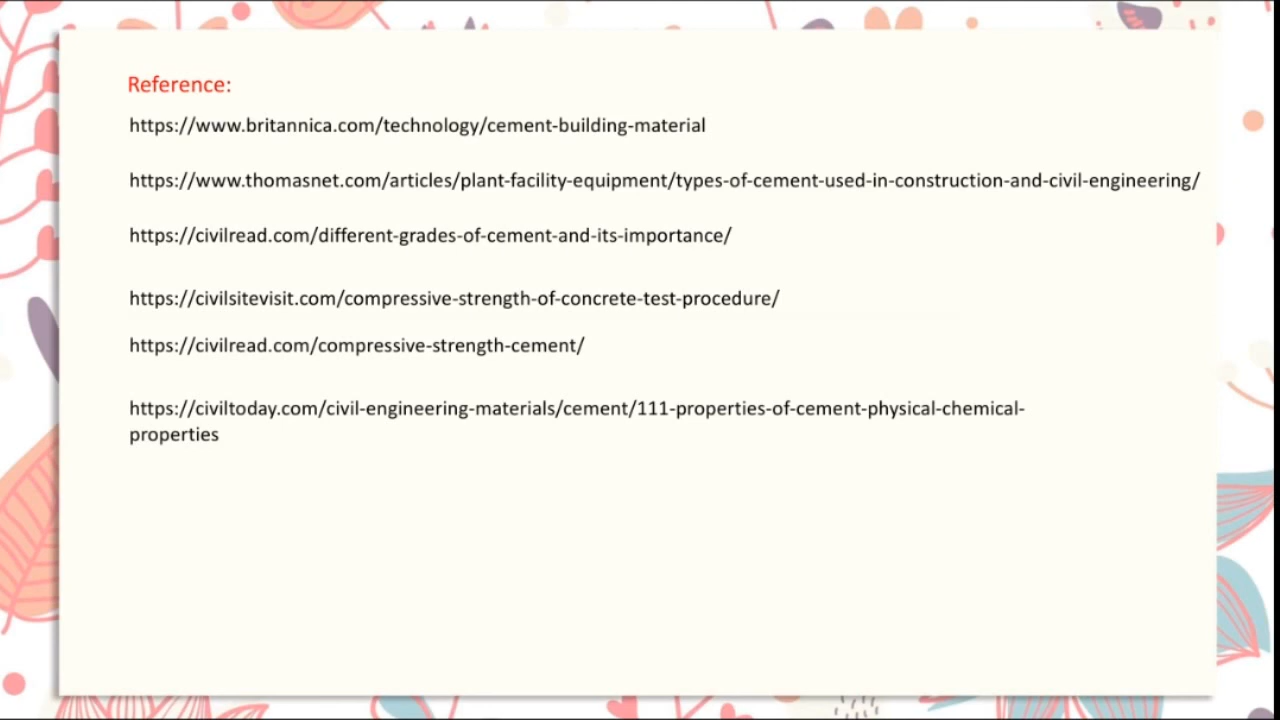 Reference:
https://www.britannica.com/technology/cement-building-material
https://www.thomasnet.com/articles/plant-facility-equipment/types-of-cement-used-in-construction-and-civil-engineering/
https://civilread.com/different-grades-of-cement-and-its-importance/
https://civilsitevisit.com/compressive-strength-of-concrete-test-procedure/
https://civilread.com/compressive-strength-cement/
https://civiltoday.com/civil-engineering-materials/cement/111-properties-of-cement-physical-chemical-
properties